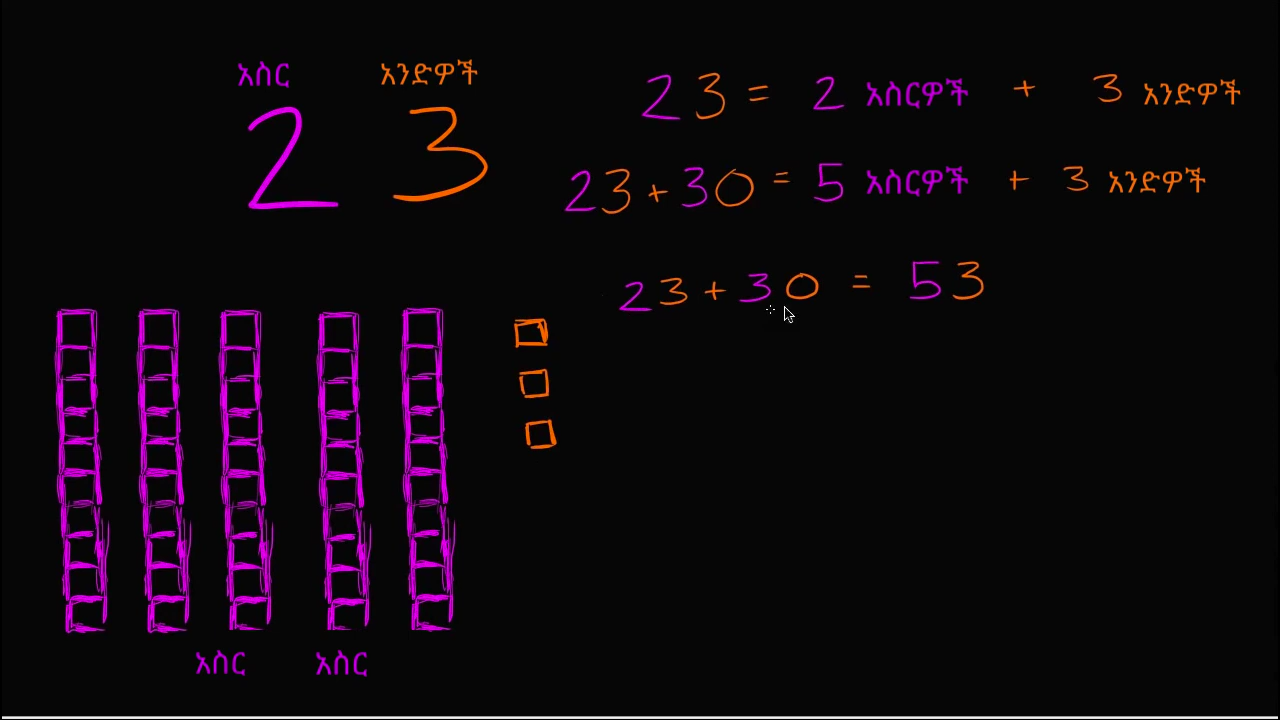 አስር አንድዎች
2 3
23 = 2 አስርዎች + 3 አንድዎች
23 + 30 = 5 አስርዎች + 3 አንድዎች
23 + 30 = 53
አስር አስር